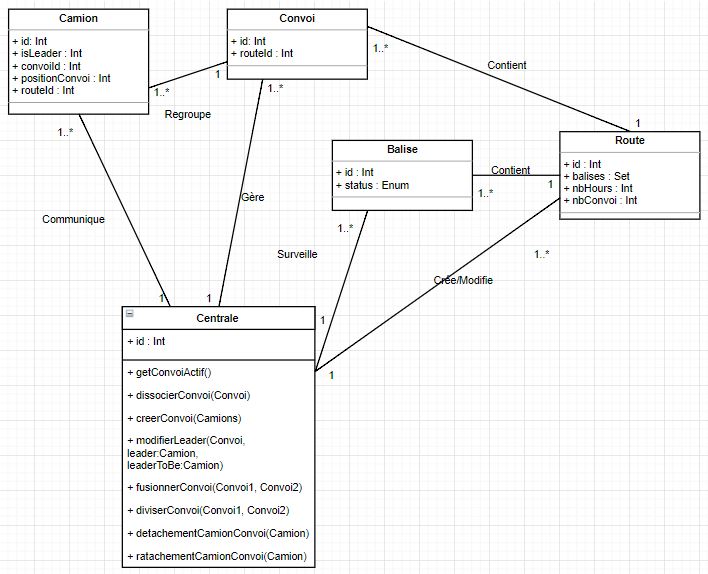 Camion
+ id: Int
+ isLeader : Int
+ convoiId : Int
+ positionConvoi : Int
+ routeId : Int
Convoi
+ id: Int
+ routeId : Int
1..*
1
Regroupe
1..*
1..*
Contient
1
Route
+ id : Int
+ balises : Set
+ nbHours : Int
+ nbConvoi : Int
Balise
+ id : Int
+ status : Enum
Contient
1..*
1
1..*
Communique
1
Gère
1
1..*
Surveille
1
1..*
Crée/Modifie
1
Centrale
+ id : Int
+ getConvoiActif()
+ dissocierConvoi(Convoi)
+ creerConvoi(Camions)
+ modifierLeader(Convoi,
leader:Camion,
leaderToBe:Camion)
+ fusionnerConvoi(Convoi1, Convoi2)
+ diviserConvoi(Convoi1, Convoi2)
+ detachementCamionConvoi(Camion)
+ ratachementCamionConvoi(Camion)